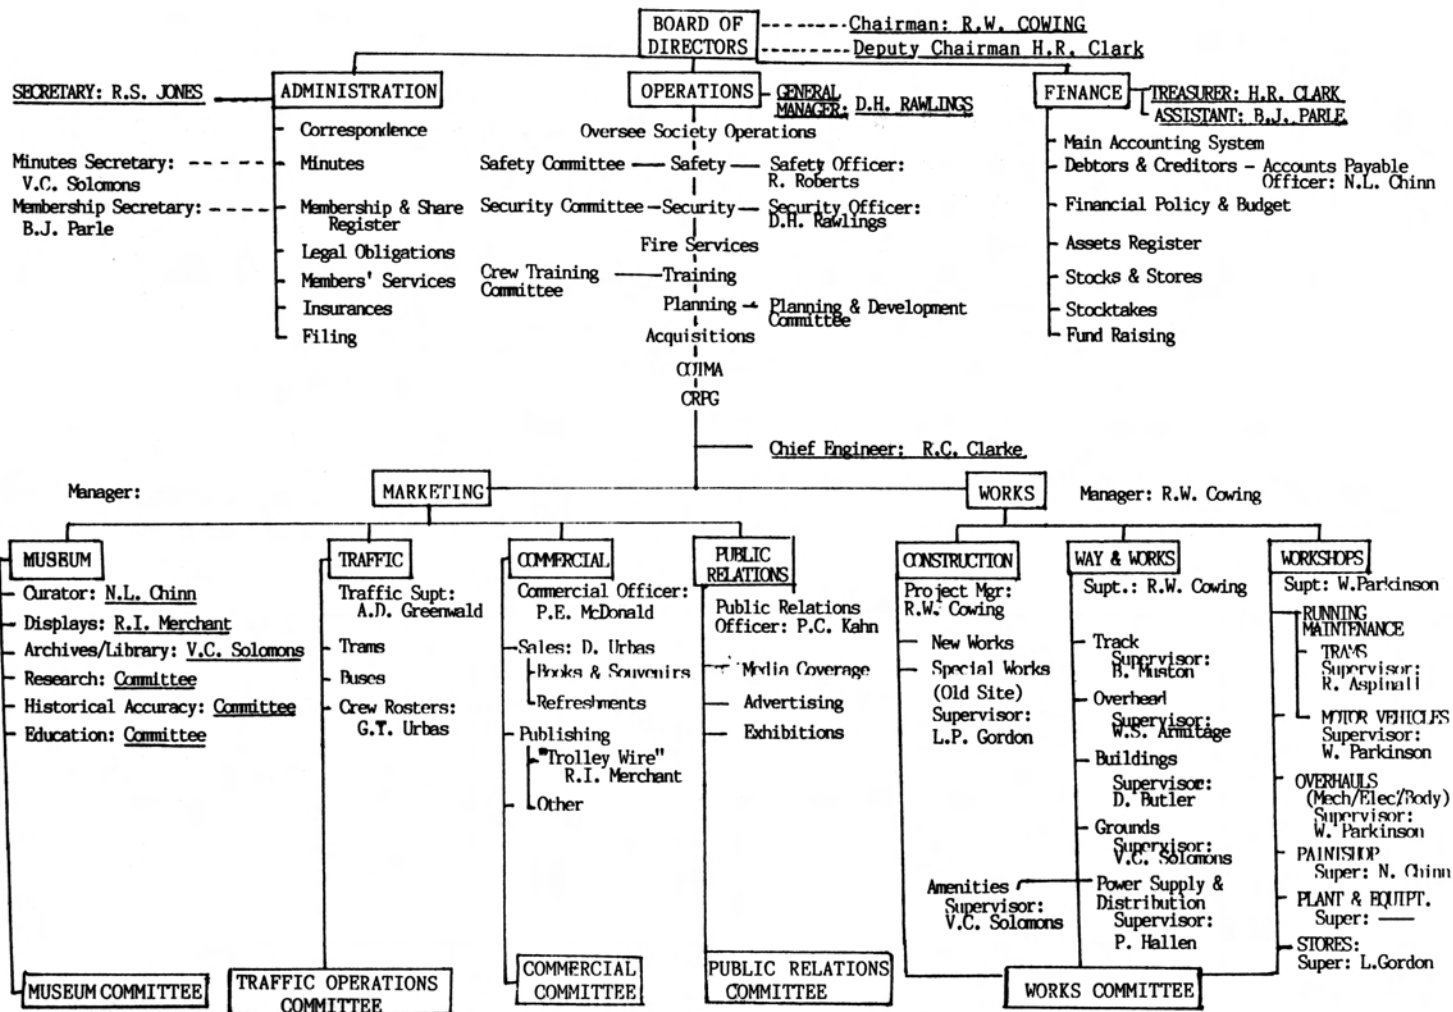 BOARD OF
DIRECTORS
Chairman: R.W. COWING
Deputy Chairman H.R. Clark
SECRETARY: R.S. JONES
ADMINISTRATION
Correspondence
Minutes Secretary:
V.C. Solomons
Minutes
Membership Secretary:
B.J. Parle
Membership & Share
Register
Legal Obligations
Members' Services
Insurances
Filing
OPERATIONS
GENERAL
MANAGER: D.H. RAWLINGS
Oversee Society Operations
Safety Committee
Safety
Safety Officer:
R. Roberts
Security Committee
Security
Security Officer:
D.H. Rawlings
Fire Services
Crew Training
Committee
Training
Planning
Planning & Development
Committee
Acquisitions
COTMA
CRPG
FINANCE
TREASURER: H.R. CLARK
ASSISTANT: B.J. PARLE
Main Accounting System
Debtors & Creditors - Accounts Payable
Officer: N.L. Chinn
Financial Policy & Budget
Assets Register
Stocks & Stores
Stocktakes
Fund Raising
Chief Engineer: R.C. Clarke
Manager:
MARKETING
WORKS
Manager: R.W. Cowing
MUSEUM
Curator: N.L. Chinn
Displays: R.I. Merchant
Archives/Library: V.C. Solomons
Research: Committee
Historical Accuracy: Committee
Education: Committee
MUSEUM COMMITTEE
TRAFFIC
Traffic Supt:
A.D. Greenwald
Trams
Buses
Crew Rosters:
G.T. Urbas
TRAFFIC OPERATIONS
COMMITTEE
COMMERCIAL
Commercial Officer:
P.E. McDonald
Sales: D. Urbas
Books & Souvenirs
Refreshments
Publishing
"Trolley Wire"
R.I. Merchant
Other
COMMERCIAL
COMMITTEE
PUBLIC
RELATIONS
Public Relations
Officer: P.C. Kahn
Media Coverage
Advertising
Exhibitions
PUBLIC RELATIONS
COMMITTEE
CONSTRUCTION
Project Mgr:
R.W. Cowing
New Works
Special Works
(Old Site)
Supervisor:
L.P. Gordon
WAY & WORKS
Supt.: R.W. Cowing
Track
Supervisor:
B. Muston
Overhead
Supervisor:
W.S. Armitage
Buildings
Supervisor:
D. Butler
Grounds
Supervisor:
V.C. Solomons
Amenities
Supervisor:
V.C. Solomons
Power Supply &
Distribution
Supervisor:
P. Hallen
WORKSHOPS
Supt: W.Parkinson
RUNNING
MAINTENANCE
TRAMS
Supervisor:
R. Aspinall
MOTOR VEHICLES
Supervisor:
W. Parkinson
OVERHAULS
(Mech/Elec/Body)
Supervisor:
W. Parkinson
PAINTSHOP
Super: N. Chinn
PLANT & EQUIPT.
Super: ——
STORES:
Super: L.Gordon
WORKS COMMITTEE